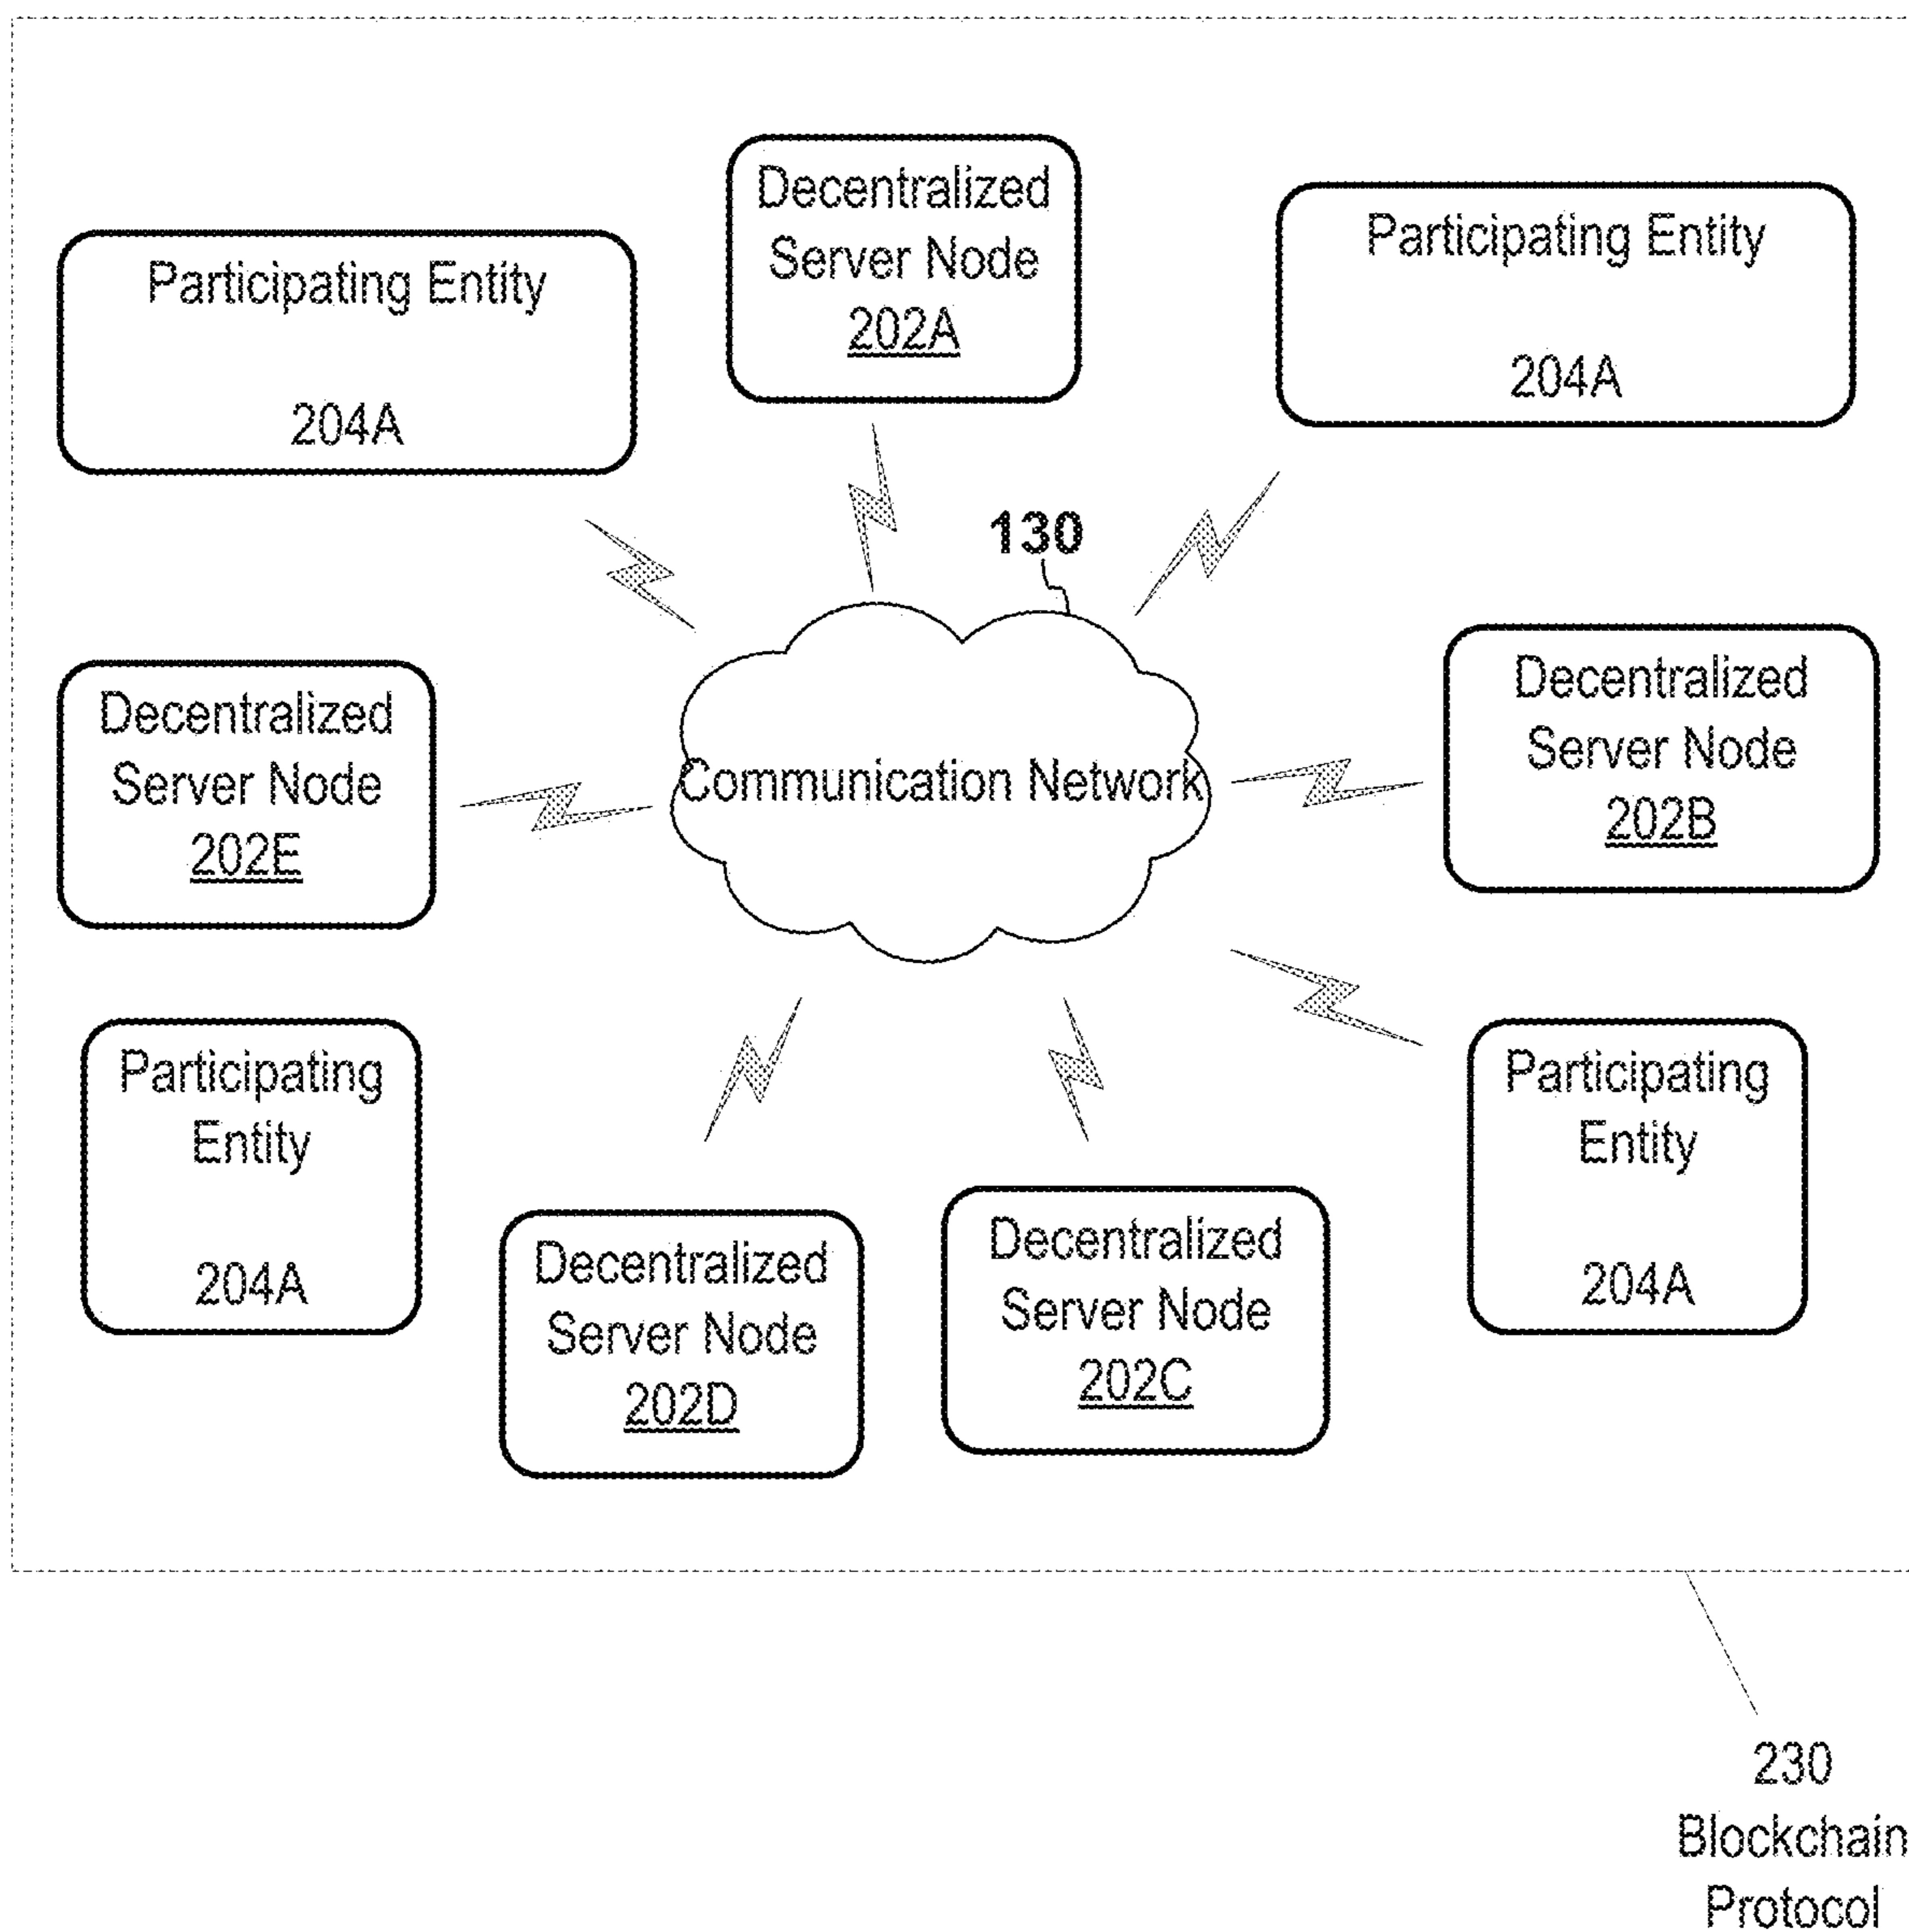 Decentralized
Server Node
202A
Participating Entity
204A
Participating Entity
204A
130
Decentralized
Server Node
202E
Communication Network
Decentralized
Server Node
202B
Participating
Entity
204A
Decentralized
Server Node
202D
Decentralized
Server Node
202C
Participating
Entity
204A
230
Blockchain
Protocol